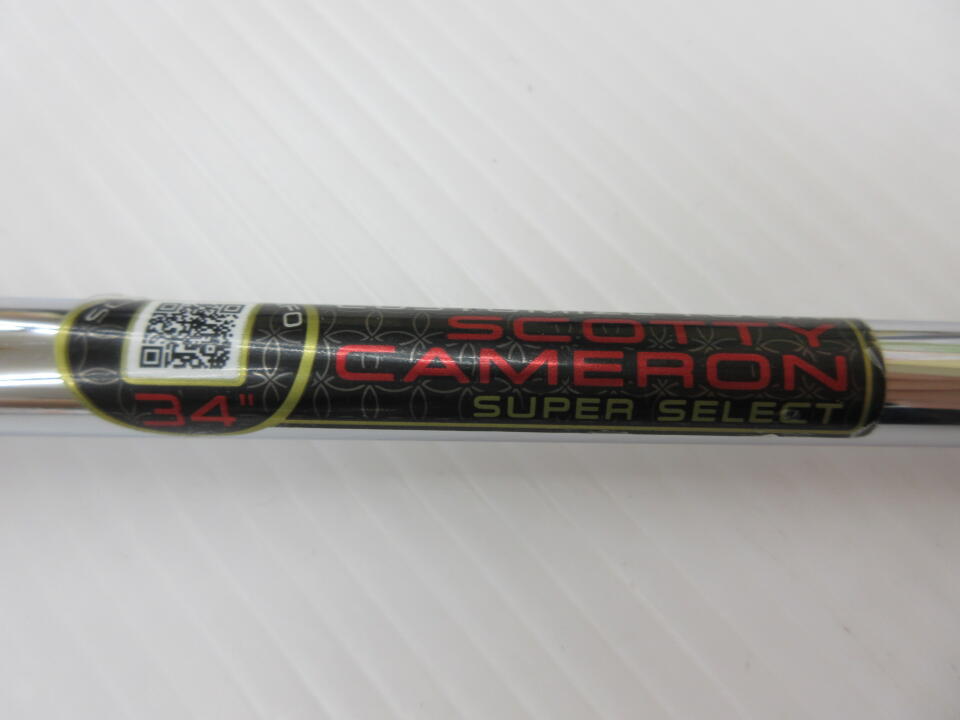 SCOTTY
CAMERON
SUPER SELECT
34"